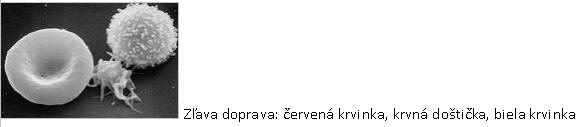 Zľava doprava: červená krvinka, krvná doštička, biela krvinka